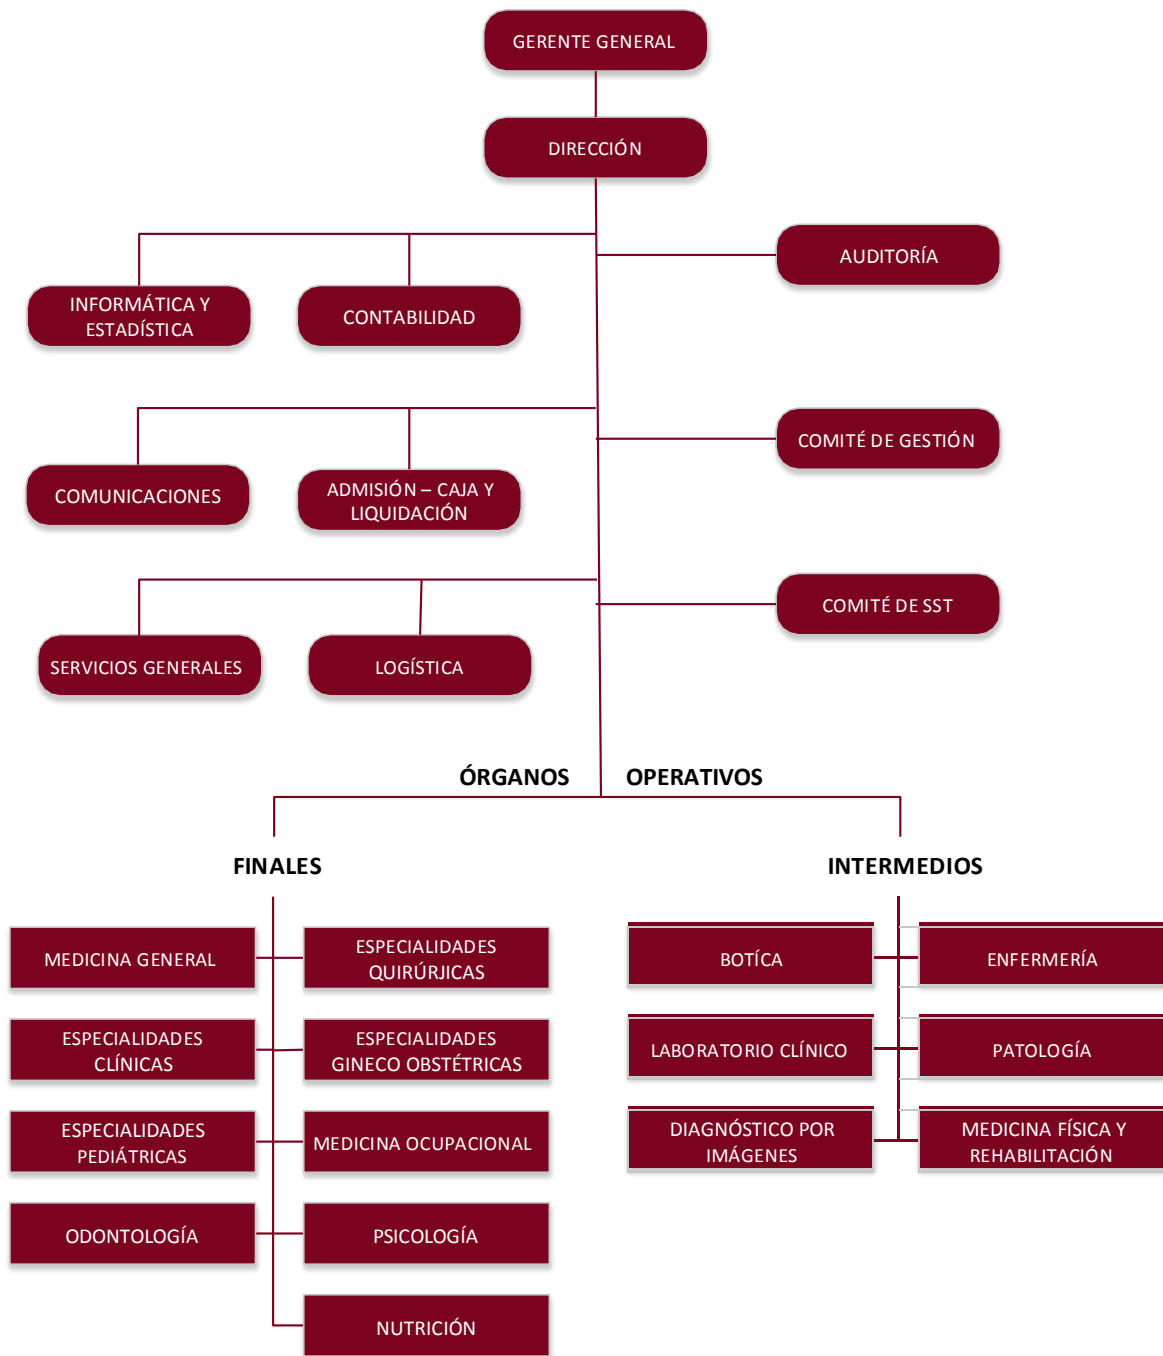 GERENTE GENERAL
DIRECCIÓN
AUDITORÍA
INFORMÁTICA Y
ESTADÍSTICA
CONTABILIDAD
COMITÉ DE GESTIÓN
COMUNICACIONES
ADMISIÓN – CAJA Y
LIQUIDACIÓN
COMITÉ DE SST
SERVICIOS GENERALES
LOGÍSTICA
ÓRGANOS OPERATIVOS
FINALES
INTERMEDIOS
MEDICINA GENERAL
ESPECIALIDADES
QUIRÚRJICAS
BOTÍCA
ENFERMERÍA
ESPECIALIDADES
CLÍNICAS
ESPECIALIDADES
GINECO OBSTÉTRICAS
LABORATORIO CLÍNICO
PATOLOGÍA
ESPECIALIDADES
PEDIÁTRICAS
MEDICINA OCUPACIONAL
DIAGNÓSTICO POR
IMÁGENES
MEDICINA FÍSICA Y
REHABILITACIÓN
ODONTOLOGÍA
PSICOLOGÍA
NUTRICIÓN